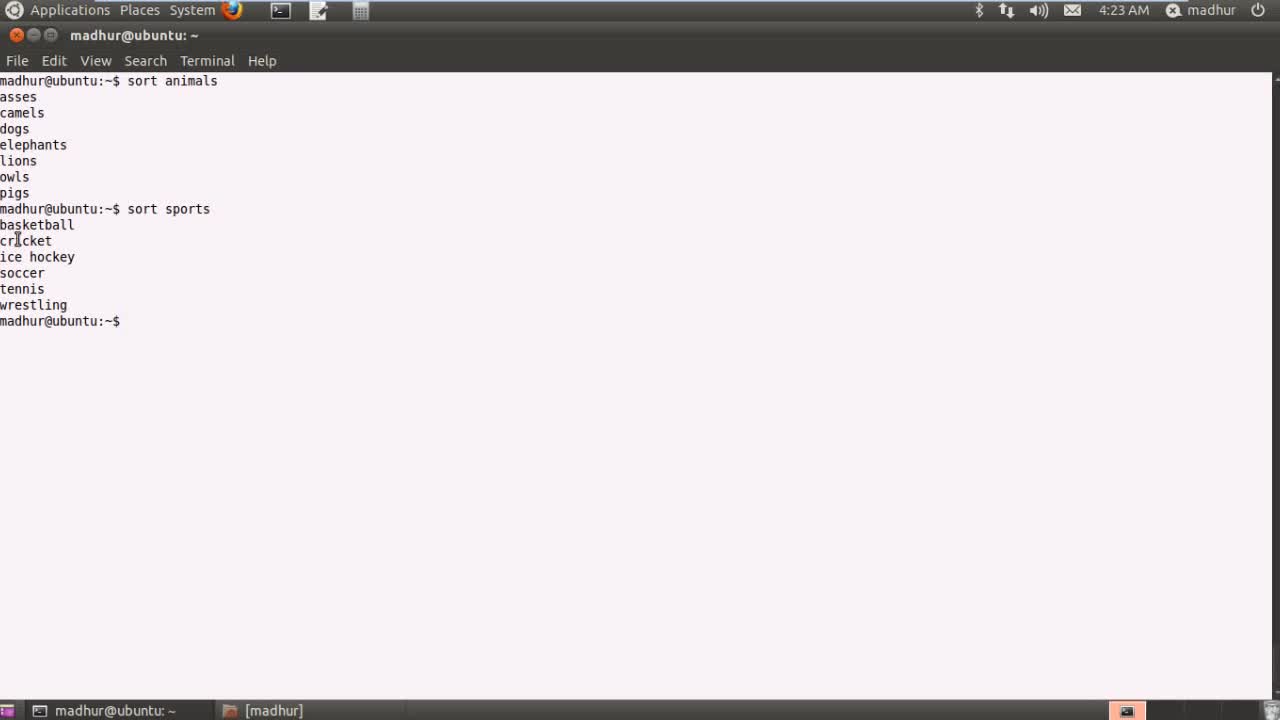 Applications Places System 4:23 AM madhur
madhur@ubuntu: ~
File Edit View Search Terminal Help
madhur@ubuntu:~$ sort animals
asses
camels
dogs
elephants
lions
owls
pigs
madhur@ubuntu:~$ sort sports
basketball
cricket
ice hockey
soccer
tennis
wrestling
madhur@ubuntu:~$
madhur@ubuntu: ~ [madhur]